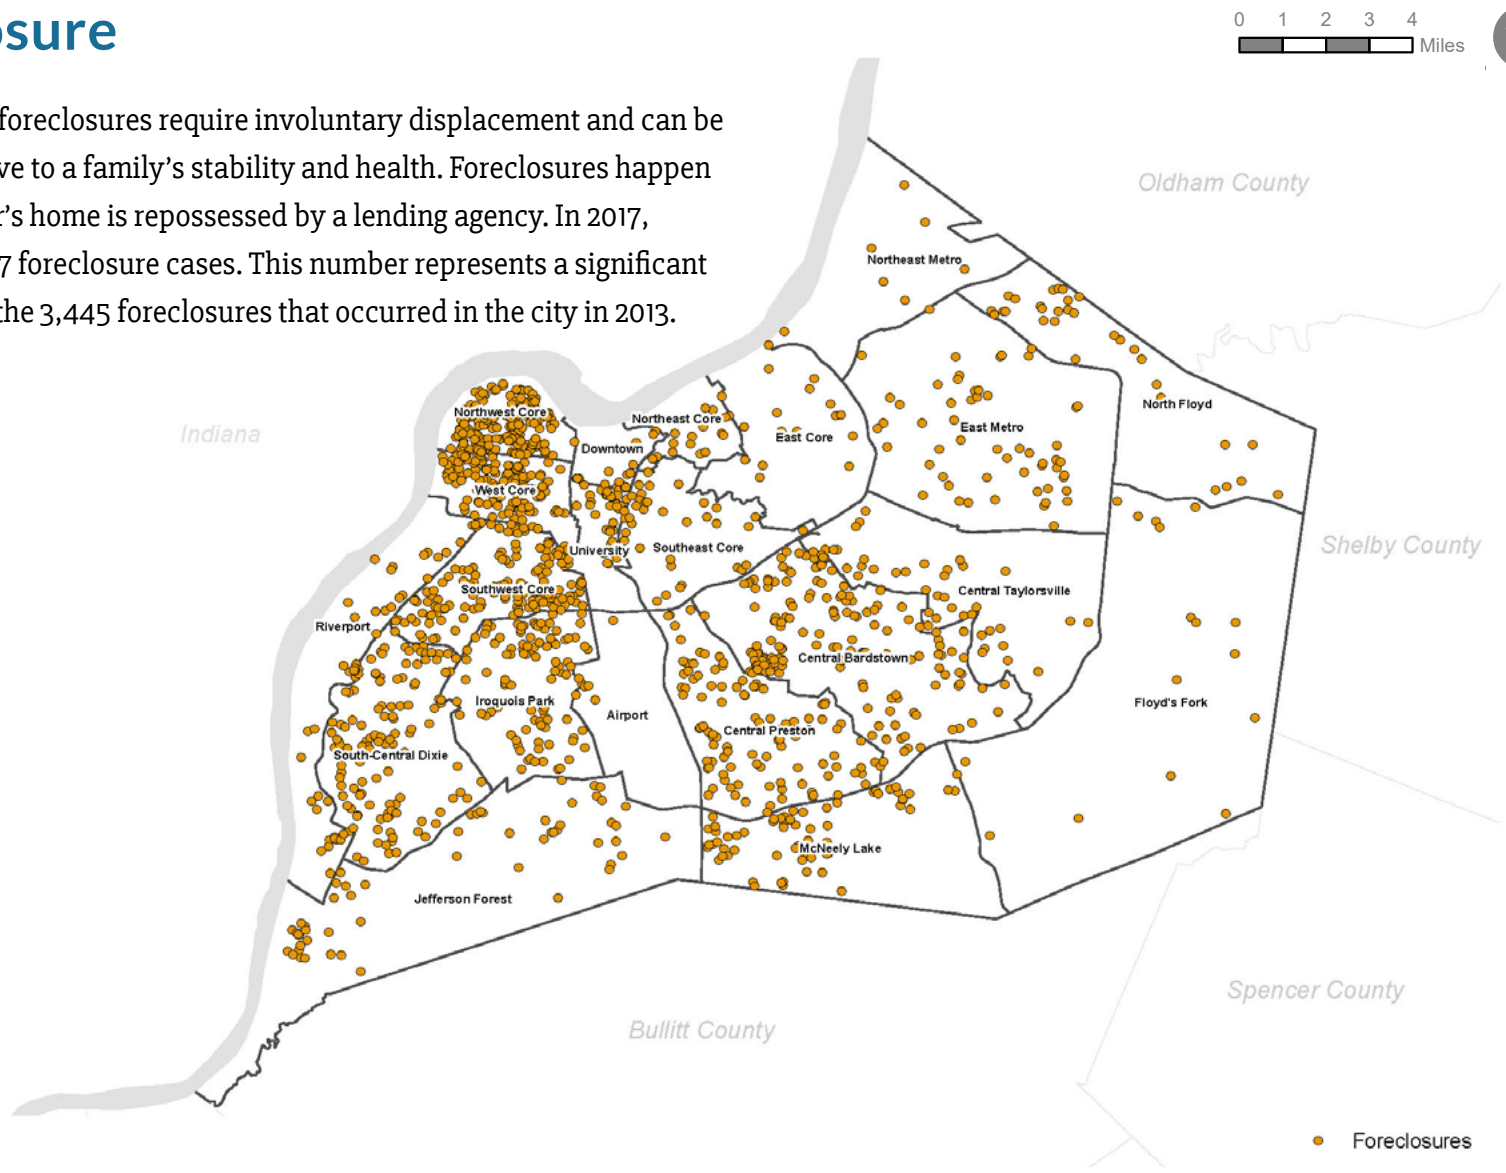 osure
0 1 2 3 4
Miles
foreclosures require involuntary displacement and can be
ve to a family’s stability and health. Foreclosures happen
r’s home is repossessed by a lending agency. In 2017,
7 foreclosure cases. This number represents a significant
the 3,445 foreclosures that occurred in the city in 2013.
Oldham County
Northeast Metro
North Floyd
Northwest Core
Northeast Core
Indiana
East Core
East Metro
Downtown
West Core
University
Southeast Core
Shelby County
Southwest Core
Central Taylorsville
Riverport
Central Bardstown
Iroquois Park
Airport
Floyd's Fork
Central Preston
South-Central Dixie
McNeely Lake
Jefferson Forest
Spencer County
Bullitt County
Foreclosures